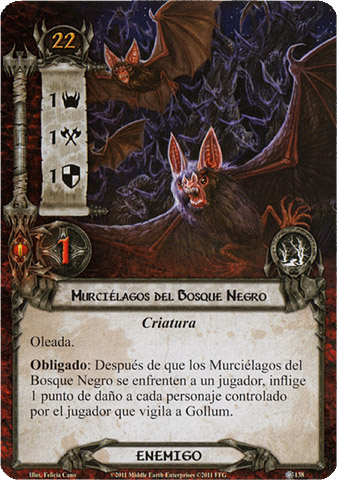 22
1
1
1
1
Murciélagos del Bosque Negro
Criatura
Oleada.
Obligado: Después de que los Murciélagos del
Bosque Negro se enfrenten a un jugador, inflige
1 punto de daño a cada personaje controlado
por el jugador que vigila a Gollum.
ENEMIGO
Illus. Felicia Cano
©2011 Middle Earth Enterprises ©2011 FFG
138